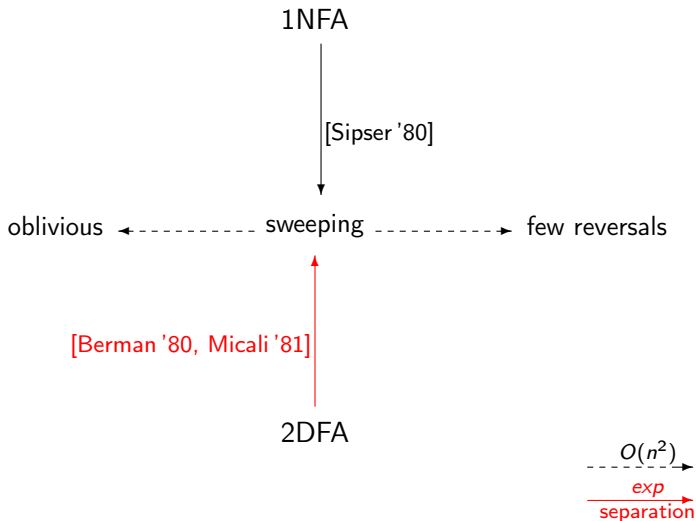 1NFA
[Sipser '80]
oblivious
sweeping
few reversals
[Berman '80, Micali '81]
2DFA
O(n²)
exp
separation